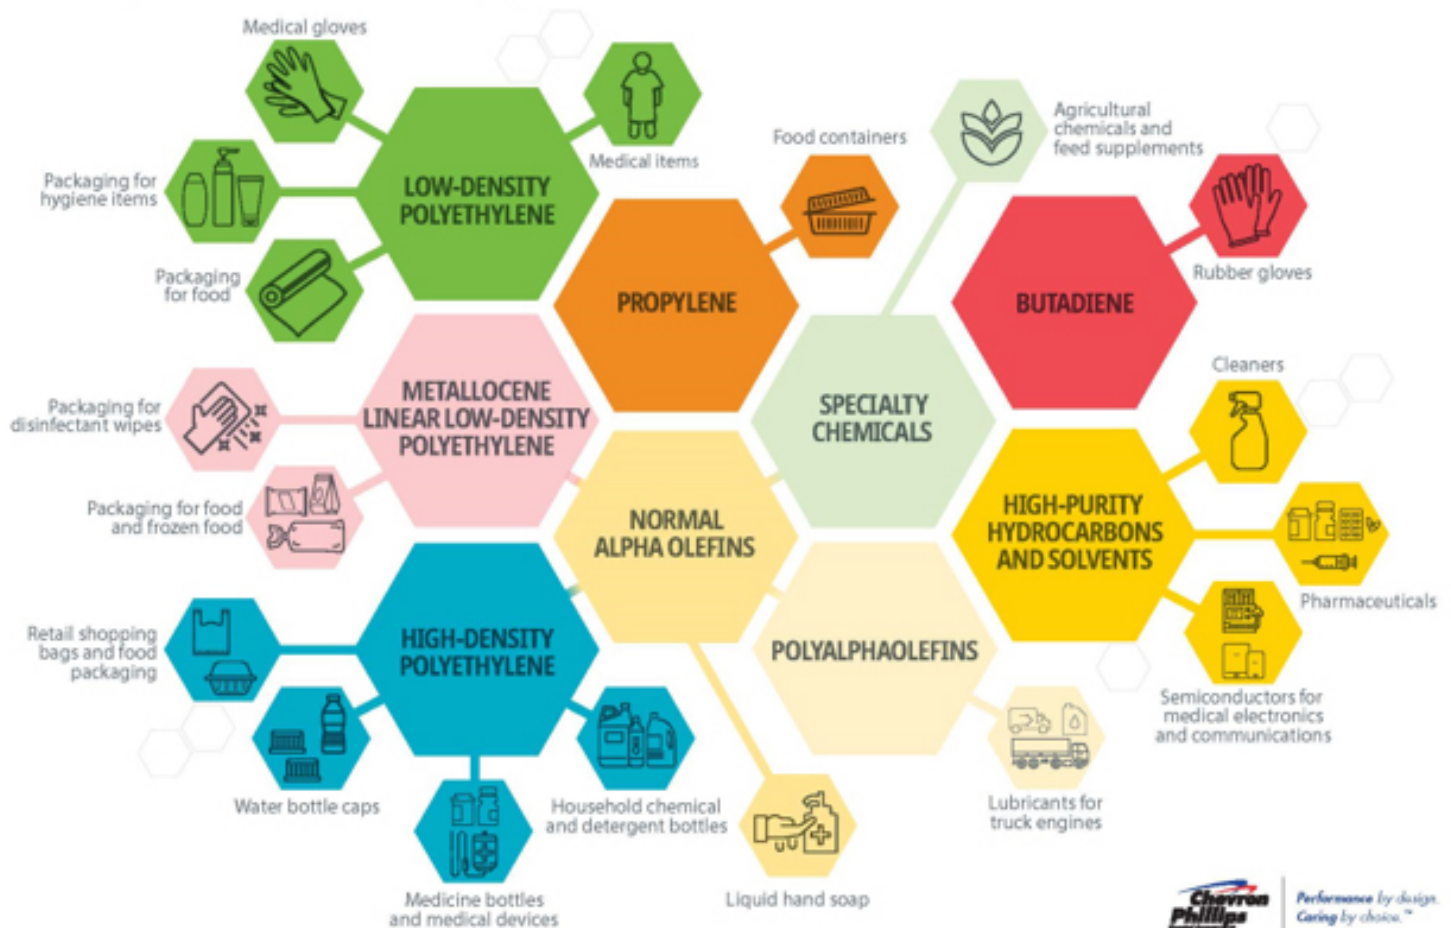 Medical gloves
Medical items
Packaging for
hygiene items
LOW-DENSITY
POLYETHYLENE
Packaging
for food
Food containers
PROPYLENE
Agricultural
chemicals and
feed supplements
BUTADIENE
Rubber gloves
METALLOCENE
LINEAR LOW-DENSITY
POLYETHYLENE
Packaging for
disinfectant wipes
Packaging for food
and frozen food
SPECIALTY
CHEMICALS
NORMAL
ALPHA OLEFINS
Cleaners
HIGH-PURITY
HYDROCARBONS
AND SOLVENTS
Pharmaceuticals
Semiconductors for
medical electronics
and communications
Retail shopping
bags and food
packaging
HIGH-DENSITY
POLYETHYLENE
POLYALPHAOLEFINS
Water bottle caps
Medicine bottles
and medical devices
Household chemical
and detergent bottles
Liquid hand soap
Lubricants for
truck engines
Chevron
Phillips
Performance by design.
Caring by choice.™